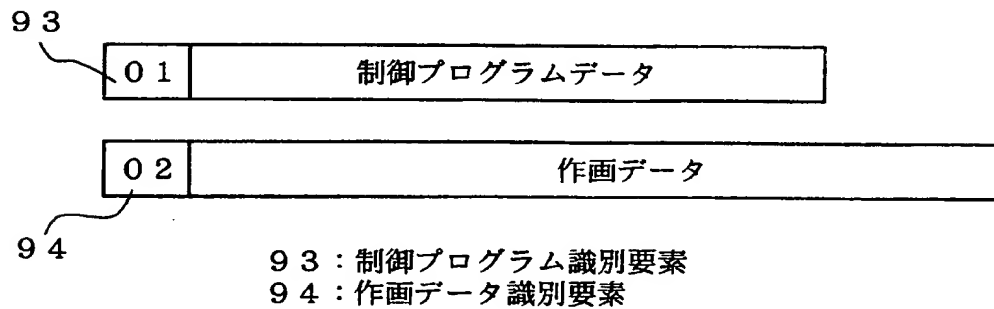 ９３
０１ 制御プログラムデータ
０２ 作画データ
９４
９３：制御プログラム識別要素
９４：作画データ識別要素